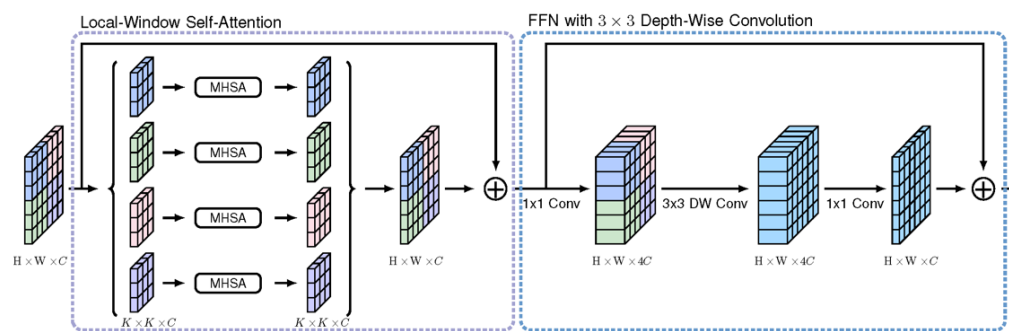 Local-Window Self-Attention
FFN with 3 × 3 Depth-Wise Convolution
MHSA
MHSA
MHSA
MHSA
1x1 Conv
3x3 DW Conv
1x1 Conv
H × W × C
H × W × C
H × W × 4C
H × W × 4C
H × W × C
K × K × C
K × K × C